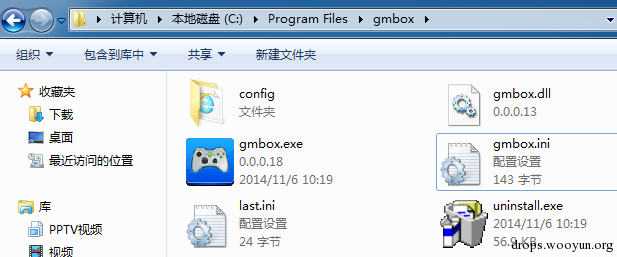 计算机 本地磁盘 (C:) Program Files gmbox
组织 包含到库中 共享 新建文件夹
收藏夹
下载
桌面
最近访问的位置
库
PPTV视频
视频
config
文件夹
gmbox.dll
0.0.0.13
gmbox.exe
0.0.0.18
2014/11/6 10:19
gmbox.ini
配置设置
143 字节
last.ini
配置设置
24 字节
uninstall.exe
2014/11/6 10:19
56.9 KB
drops.wooyun.org